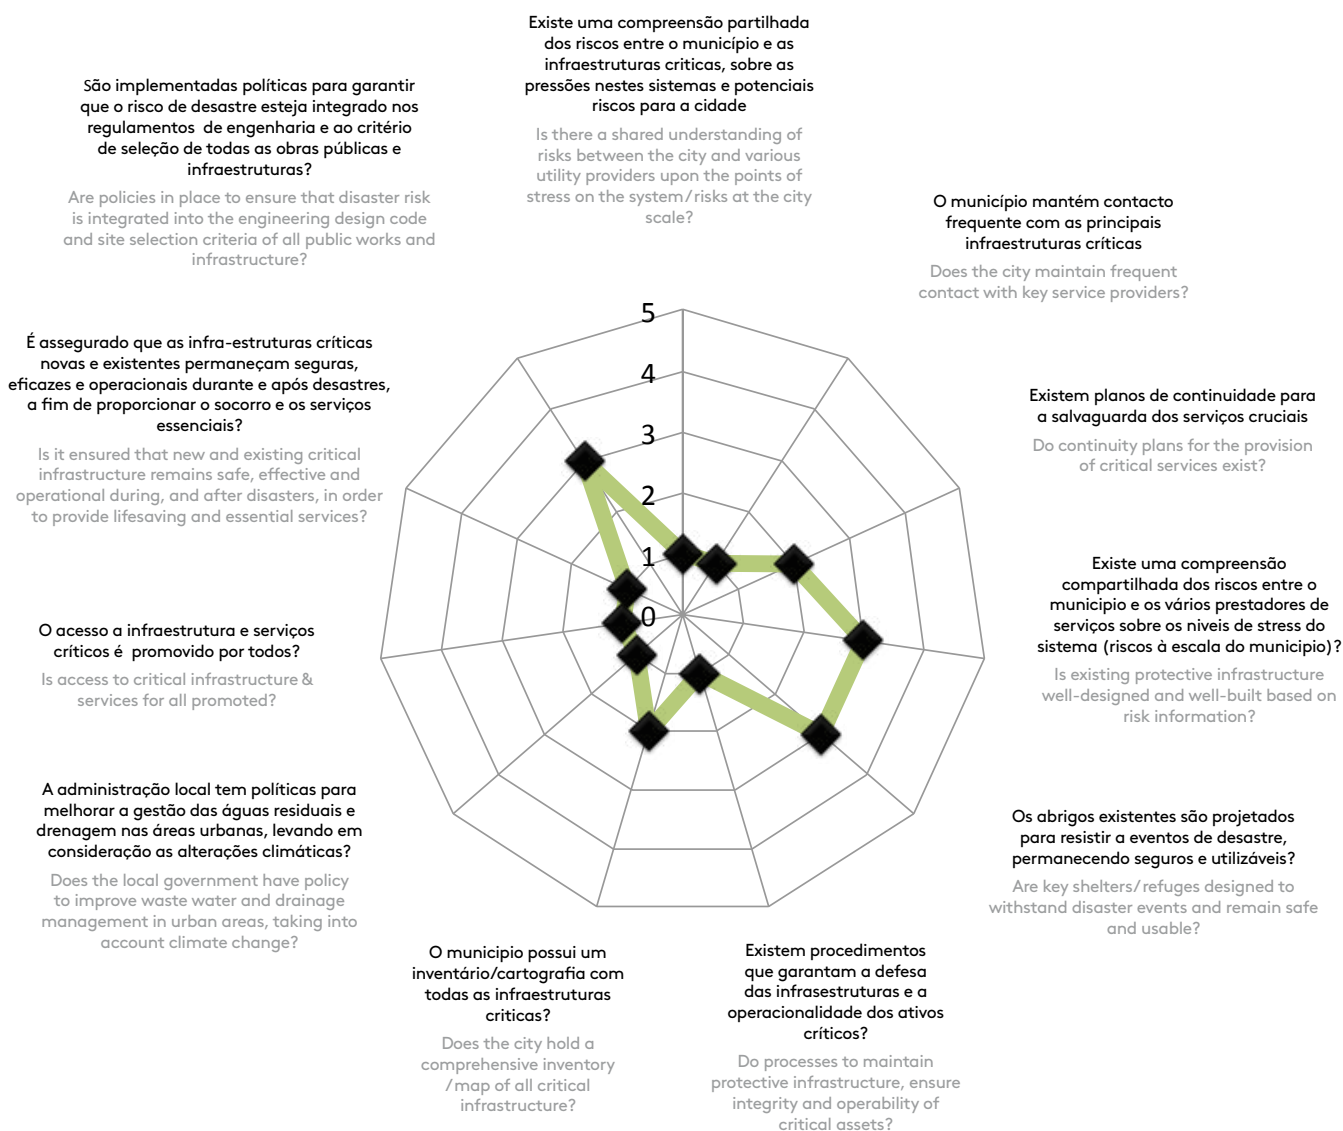 Existe uma compreensão partilhada
dos riscos entre o município e as
infraestruturas criticas, sobre as
pressões nestes sistemas e potenciais
riscos para a cidade
Is there a shared understanding of
risks between the city and various
utility providers upon the points of
stress on the system/risks at the city
scale?
São implementadas políticas para garantir
que o risco de desastre esteja integrado nos
regulamentos de engenharia e ao critério
de seleção de todas as obras públicas e
infraestruturas?
Are policies in place to ensure that disaster risk
is integrated into the engineering design code
and site selection criteria of all public works and
infrastructure?
O município mantém contacto
frequente com as principais
infraestruturas críticas
Does the city maintain frequent
contact with key service providers?
É assegurado que as infra-estruturas críticas
novas e existentes permaneçam seguras,
eficazes e operacionais durante e após desastres,
a fim de proporcionar o socorro e os serviços
essenciais?
Is it ensured that new and existing critical
infrastructure remains safe, effective and
operational during, and after disasters, in order
to provide lifesaving and essential services?
5
4
3
2
1
0
Existem planos de continuidade para
a salvaguarda dos serviços cruciais
Do continuity plans for the provision
of critical services exist?
Existe uma compreensão
compartilhada dos riscos entre o
municipio e os vários prestadores de
serviços sobre os niveis de stress do
sistema (riscos à escala do municipio)?
Is existing protective infrastructure
well-designed and well-built based on
risk information?
O acesso a infraestrutura e serviços
críticos é promovido por todos?
Is access to critical infrastructure &
services for all promoted?
A administração local tem políticas para
melhorar a gestão das águas residuais e
drenagem nas áreas urbanas, levando em
consideração as alterações climáticas?
Does the local government have policy
to improve waste water and drainage
management in urban areas, taking into
account climate change?
Os abrigos existentes são projetados
para resistir a eventos de desastre,
permanecendo seguros e utilizáveis?
Are key shelters/refuges designed to
withstand disaster events and remain safe
and usable?
O municipio possui um
inventário/cartografia com
todas as infraestruturas
criticas?
Does the city hold a
comprehensive inventory
/map of all critical
infrastructure?
Existem procedimentos
que garantam a defesa
das infrasestruturas e a
operacionalidade dos ativos
críticos?
Do processes to maintain
protective infrastructure, ensure
integrity and operability of
critical assets?